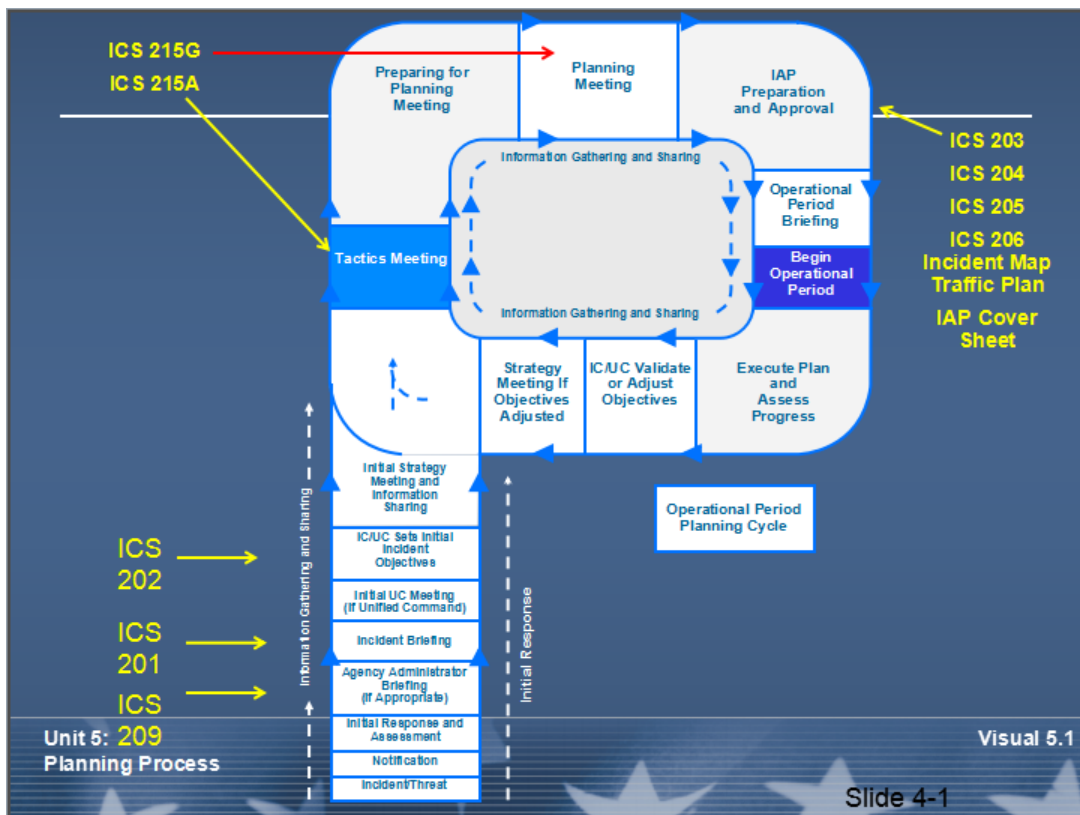 ICS 215G
ICS 215A
Preparing for
Planning
Meeting
Planning
Meeting
IAP
Preparation
and Approval
ICS 203
ICS 204
ICS 205
ICS 206
Incident Map
Traffic Plan
IAP Cover
Sheet
Information Gathering and Sharing
Operational
Period
Briefing
Tactics Meeting
Begin
Operational
Period
Information Gathering and Sharing
Strategy
Meeting If
Objectives
Adjusted
IC/UC Validate
or Adjust
Objectives
Execute Plan
and
Assess
Progress
Initial Strategy
Meeting and
Information
Sharing
Operational Period
Planning Cycle
IC/UC Sets Initial
Incident
Objectives
Initial UC Meeting
(If Unified Command)
Incident Briefing
Agency Administrator
Briefing
(If Appropriate)
Initial Response and
Assessment
Notification
Incident/Threat
Information Gathering and Sharing
Initial Response
ICS
202
ICS
201
ICS
Unit 5: 209
Planning Process
Visual 5.1
Slide 4-1